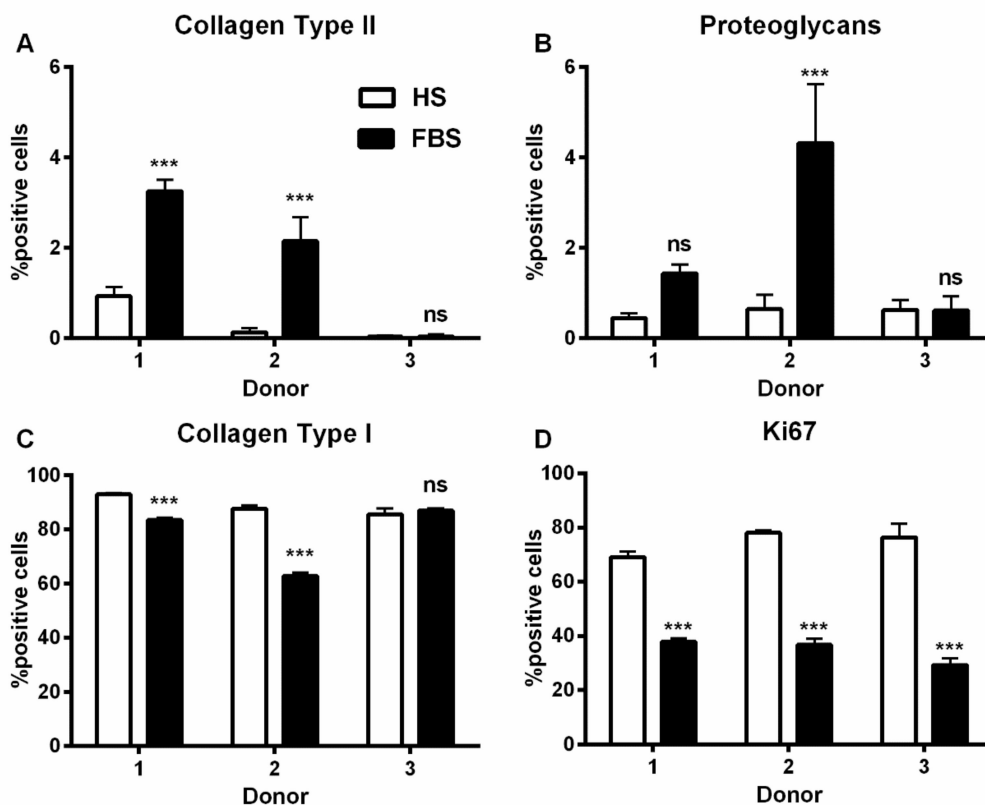 A
Collagen Type II
%positive cells
6
4
2
0
***
***
ns
HS
FBS
1
2
3
Donor
B
Proteoglycans
%positive cells
6
4
2
0
ns
***
ns
1
2
3
Donor
C
Collagen Type I
%positive cells
100
80
60
40
20
0
***
***
ns
1
2
3
Donor
D
Ki67
%positive cells
100
80
60
40
20
0
***
***
***
1
2
3
Donor